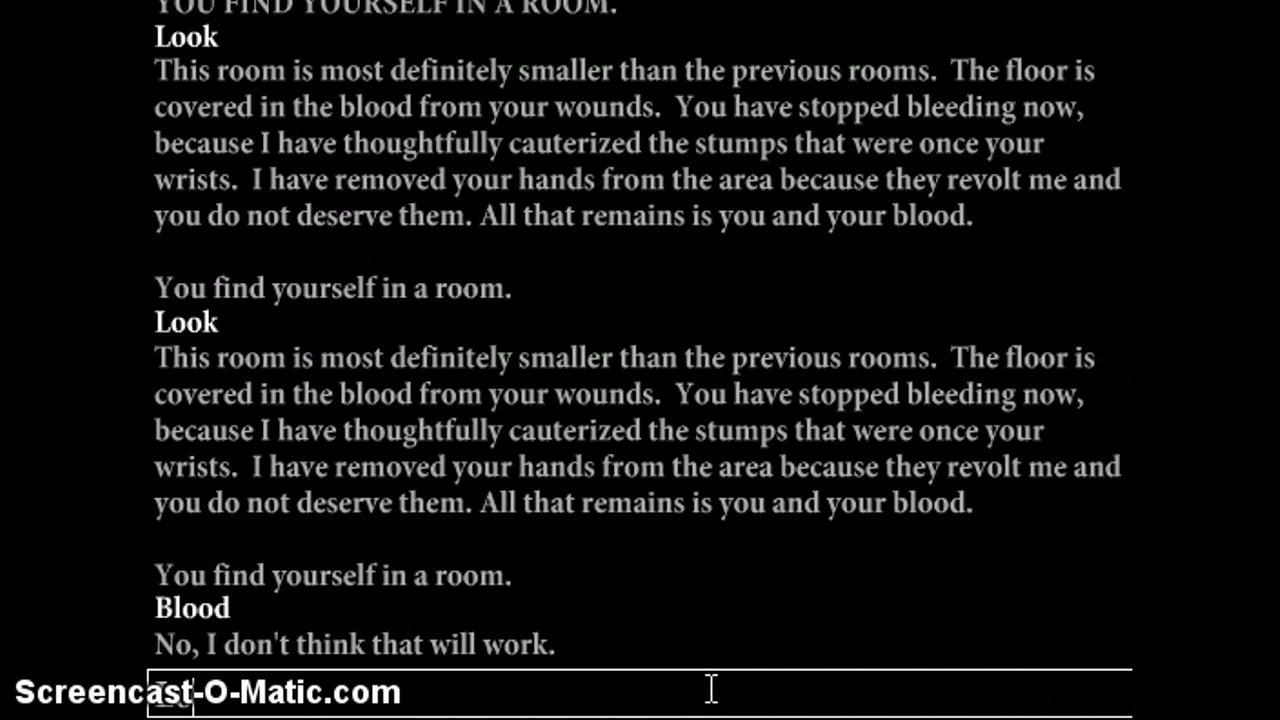 YOU FIND YOURSELF IN A ROOM.
Look
This room is most definitely smaller than the previous rooms.  The floor is
covered in the blood from your wounds.  You have stopped bleeding now,
because I have thoughtfully cauterized the stumps that were once your
wrists.  I have removed your hands from the area because they revolt me and
you do not deserve them. All that remains is you and your blood.
You find yourself in a room.
Look
This room is most definitely smaller than the previous rooms.  The floor is
covered in the blood from your wounds.  You have stopped bleeding now,
because I have thoughtfully cauterized the stumps that were once your
wrists.  I have removed your hands from the area because they revolt me and
you do not deserve them. All that remains is you and your blood.
You find yourself in a room.
Blood
No, I don't think that will work.
Screencast-O-Matic.com